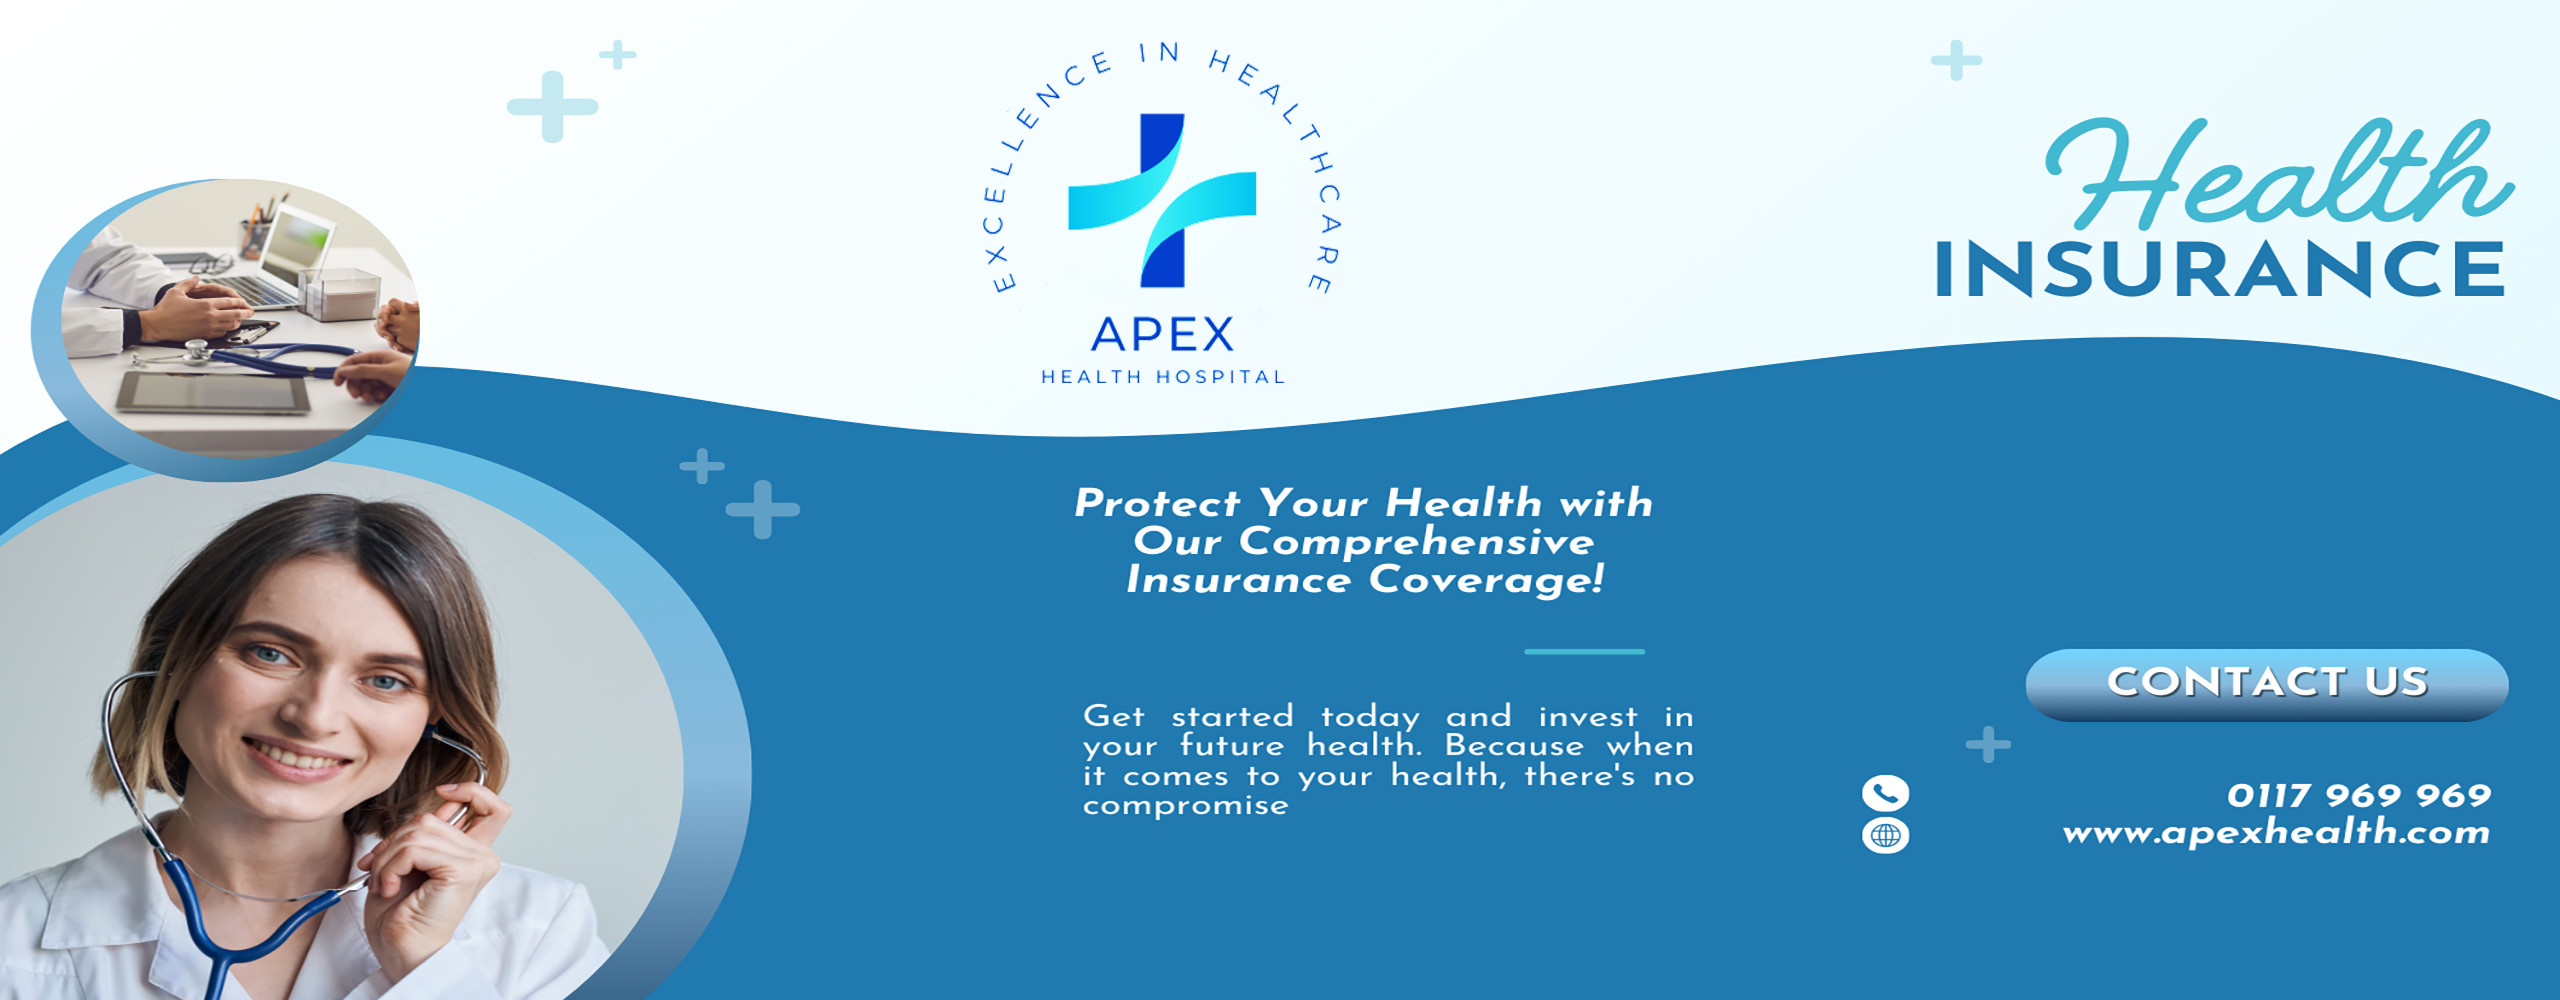 EXCELLENCE IN HEALTHCARE
APEX
HEALTH HOSPITAL
Health
INSURANCE
Protect Your Health with
Our Comprehensive
Insurance Coverage!
Get started today and invest in
your future health. Because when
it comes to your health, there's no
compromise
CONTACT US
0117 969 969
www.apexhealth.com